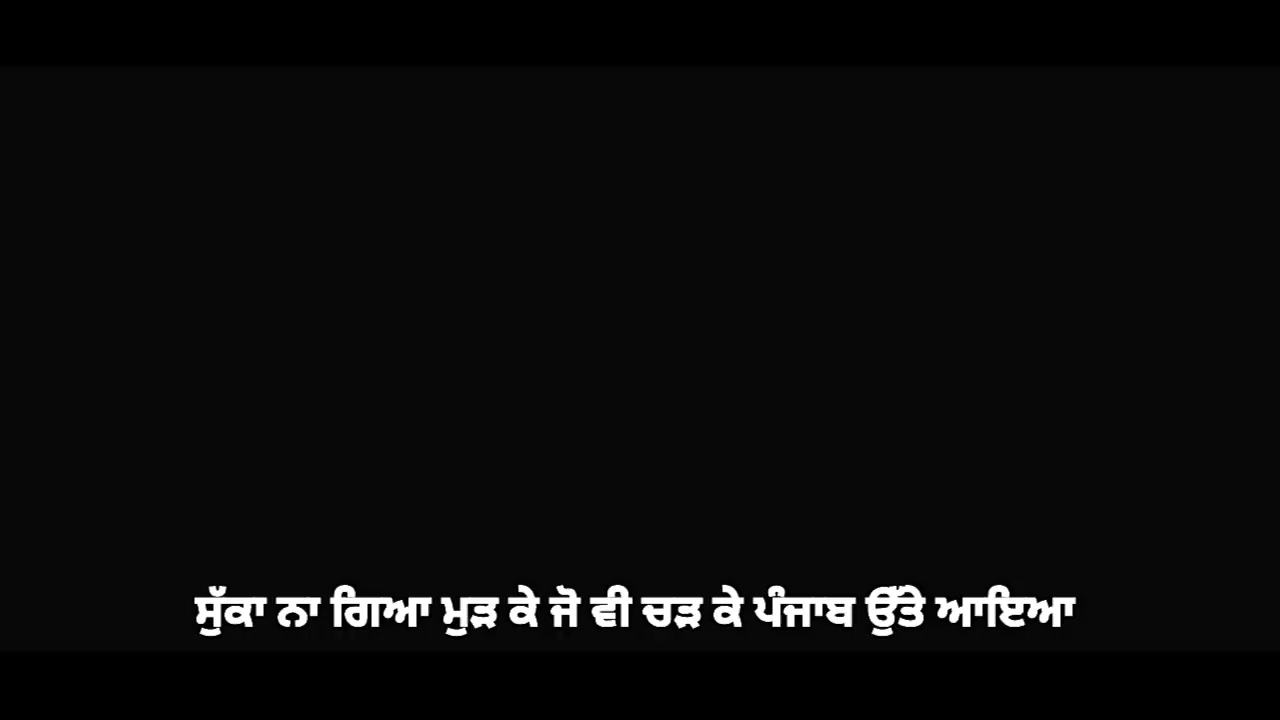 ਸੁੱਕਾ ਨਾ ਗਿਆ ਮੁੜ ਕੇ ਜੋ ਵੀ ਚੜ ਕੇ ਪੰਜਾਬ ਉੱਤੇ ਆਇਆ